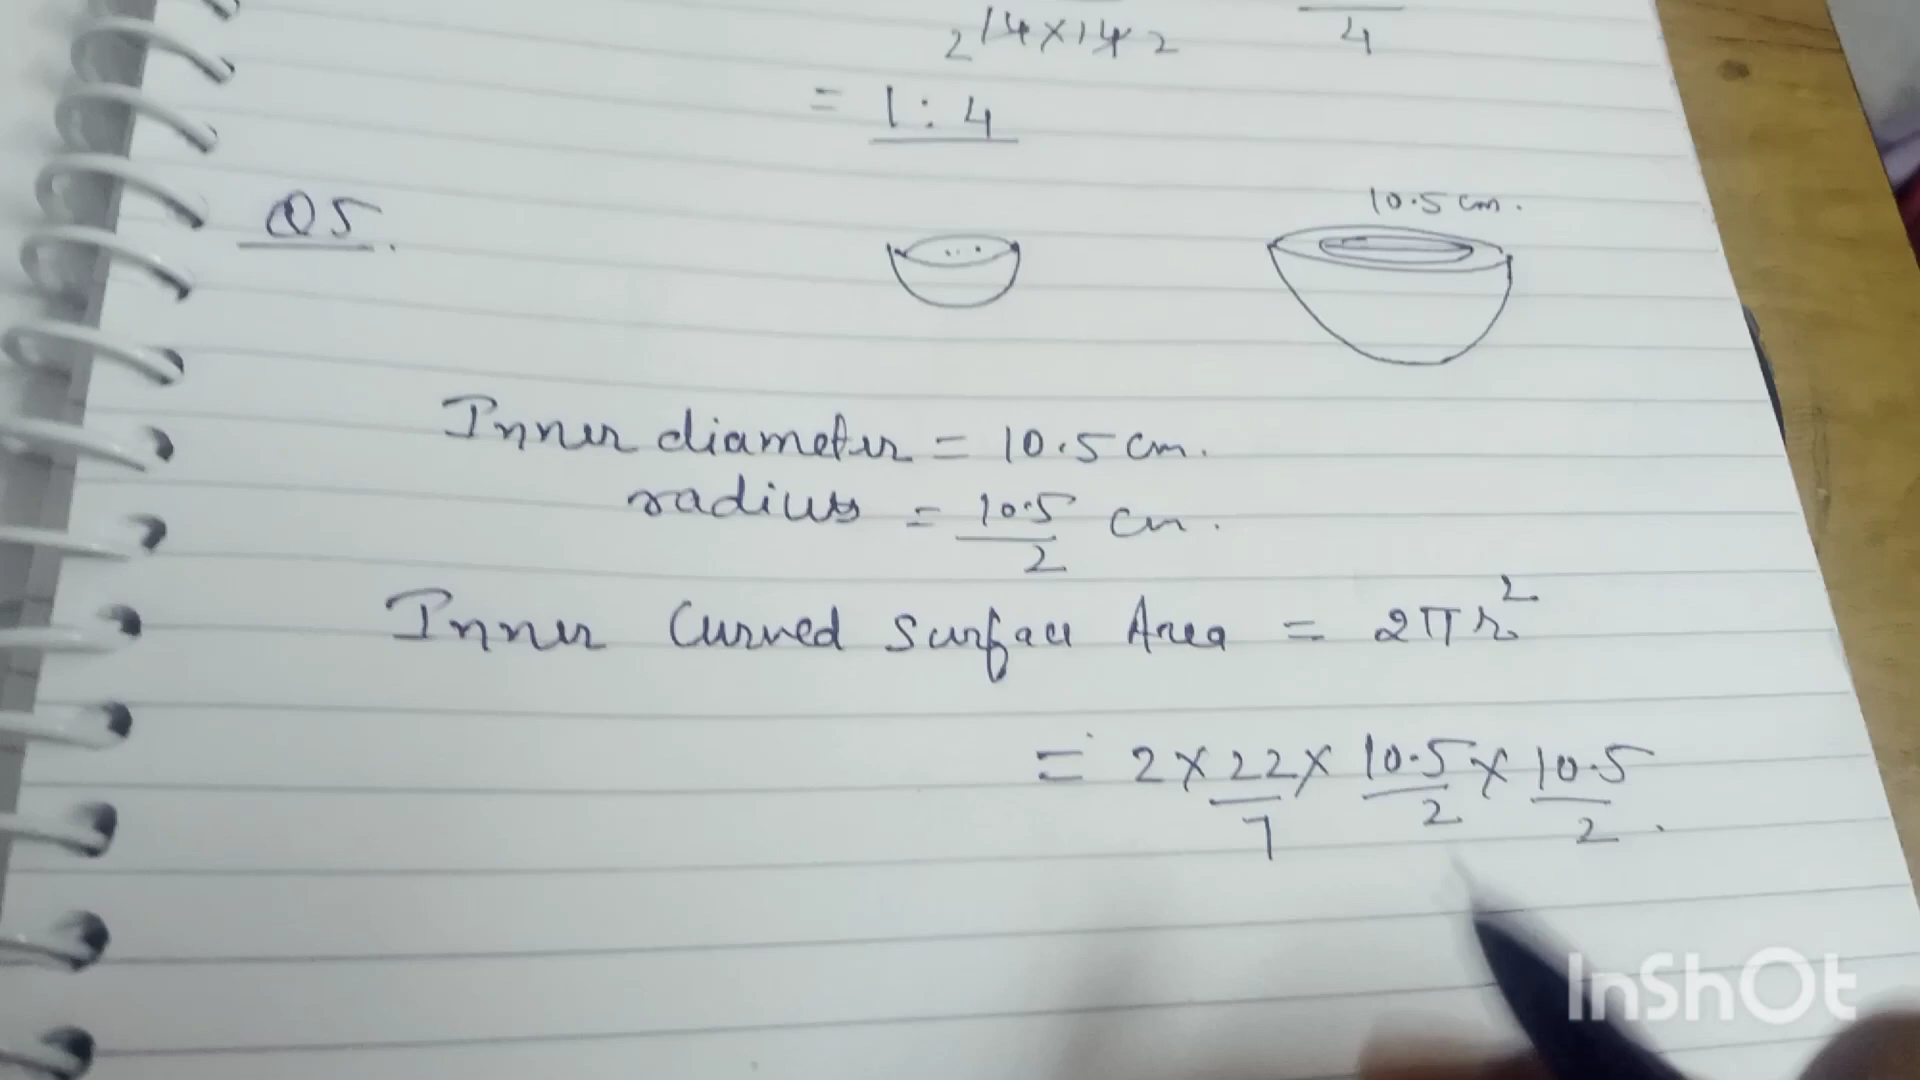 2 14 × 14 2 4
= 1 : 4
Q5.
10.5 cm.
Inner diameter = 10.5 cm.
radius = 10.5/2 cm.
Inner Curved Surface Area = 2πr²
= 2 × 22/7 × 10.5/2 × 10.5/2.
InShOt